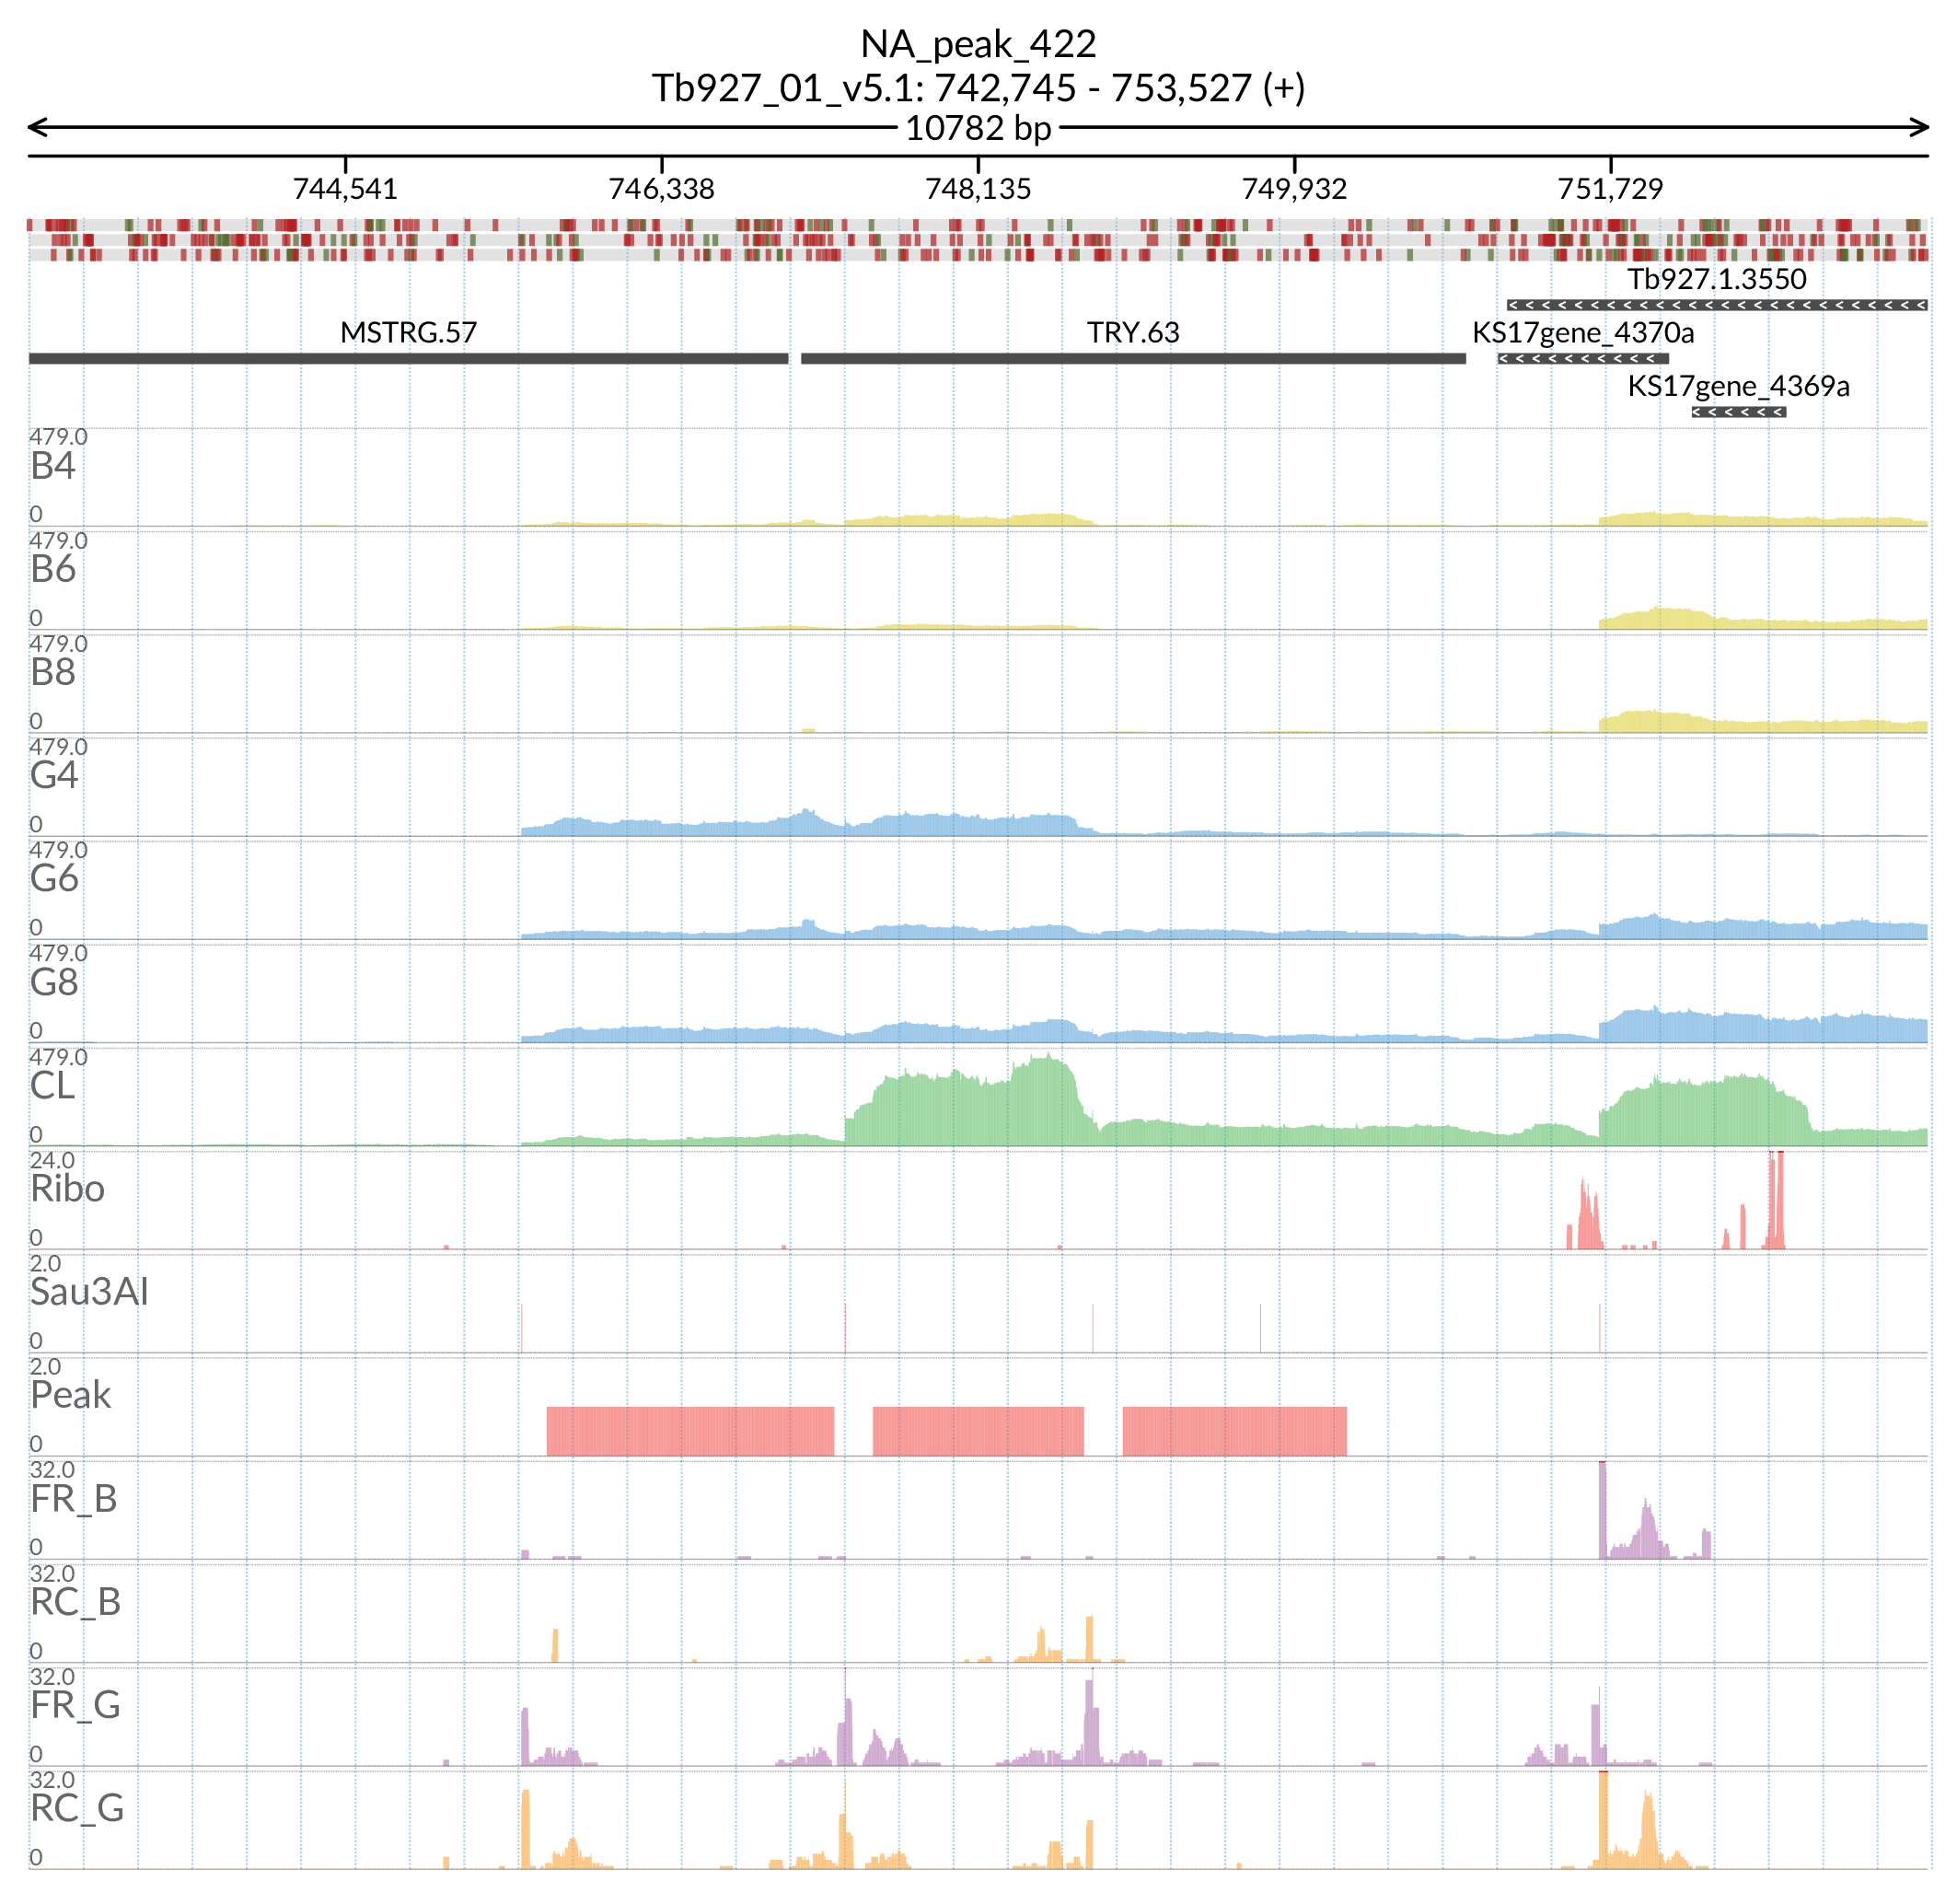 NA_peak_422
Tb927_01_v5.1: 742,745 - 753,527 (+)
10782 bp
744,541 746,338 748,135 749,932 751,729
Tb927.1.3550
MSTRG.57 TRY.63 KS17gene_4370a
KS17gene_4369a
479.0
B4
0
479.0
B6
0
479.0
B8
0
479.0
G4
0
479.0
G6
0
479.0
G8
0
479.0
CL
0
24.0
Ribo
0
2.0
Sau3AI
0
2.0
Peak
0
32.0
FR_B
0
32.0
RC_B
0
32.0
FR_G
0
32.0
RC_G
0